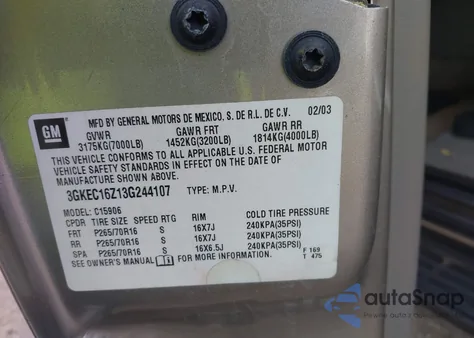 GM
MFD BY GENERAL MOTORS DE MEXICO, S. DE R.L. DE C.V. 02/03
GVWR GAWR FRT GAWR RR
3175KG(7000LB) 1452KG(3200LB) 1814KG(4000LB)
THIS VEHICLE CONFORMS TO ALL APPLICABLE U.S. FEDERAL MOTOR
VEHICLE SAFETY STANDARDS IN EFFECT ON THE DATE OF
MANUFACTURE SHOWN ABOVE.
3GKEC16Z13G244107 TYPE: M.P.V.
MODEL: C15906
CPDR TIRE SIZE SPEED RTG RIM COLD TIRE PRESSURE
FRT P265/70R16 S 16X7J 240KPA(35PSI)
RR P265/70R16 S 16X7J 240KPA(35PSI)
SPA P265/70R16 S 16X6.5J 240KPA(35PSI)
SEE OWNER'S MANUAL FOR MORE INFORMATION. F 169
T 475
autoSnap